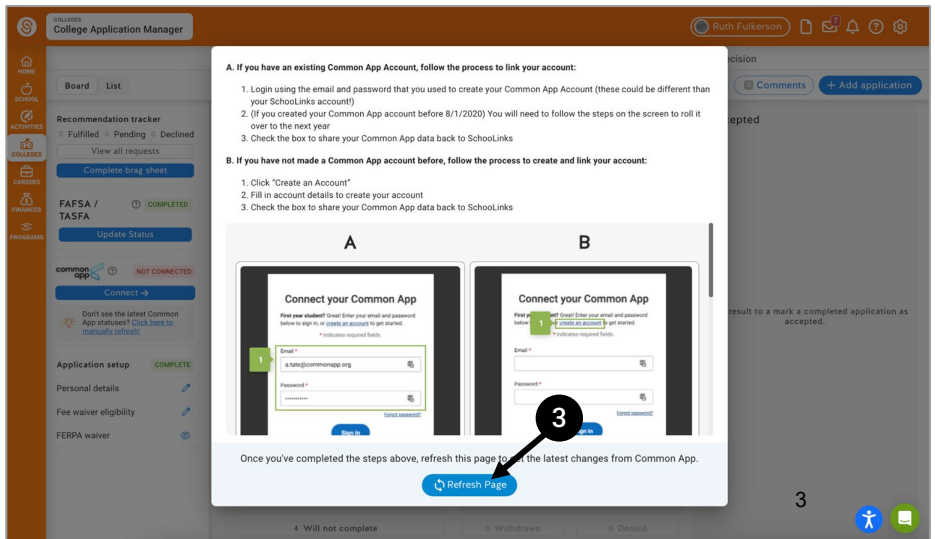 COLLEGES
College Application Manager
Ruth Fulkerson
7
HOME
SCHOOL
ACTIVITIES
COLLEGES
CAREERS
FINANCES
PROGRAMS
Board List
Recommendation tracker
0 Fulfilled 0 Pending 0 Declined
View all requests
Complete brag sheet
FAFSA /
TASFA
COMPLETED
Update Status
common
app
NOT CONNECTED
Connect →
Don't see the latest Common
App statuses? Click here to
manually refresh!
Application setup COMPLETE
Personal details
Fee waiver eligibility
FERPA waiver
A. If you have an existing Common App Account, follow the process to link your account:
1. Login using the email and password that you used to create your Common App Account (these could be different than
your SchooLinks account!)
2. (If you created your Common App account before 8/1/2020) You will need to follow the steps on the screen to roll it
over to the next year
3. Check the box to share your Common App data back to SchooLinks
B. If you have not made a Common App account before, follow the process to create and link your account:
1. Click "Create an Account"
2. Fill in account details to create your account
3. Check the box to share your Common App data back to SchooLinks
A
Connect your Common App
First year student? Great! Enter your email and password
below to sign in, or create an account to get started.
* Indicates required fields.
1
Email *
a.tate@commonapp.org
Password *
Forgot password?
Sign In
B
Connect your Common App
First year student? Great! Enter your email and password
below or create an account to get started.
1
* Indicates required fields.
Email *
Password *
Forgot password?
3
Once you've completed the steps above, refresh this page to get the latest changes from Common App.
Refresh Page
Comments
+ Add application
result to a mark a completed application as
accepted.
3
4 Will not complete
0 Withdrawn
0 Denied